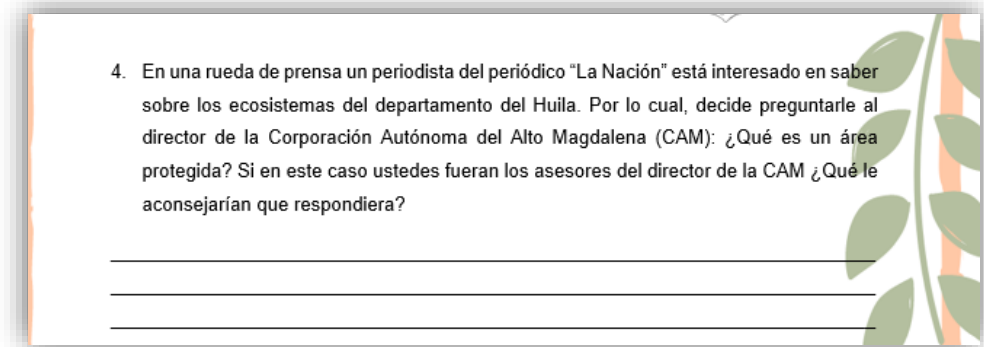 4. En una rueda de prensa un periodista del periódico “La Nación” está interesado en saber
sobre los ecosistemas del departamento del Huila. Por lo cual, decide preguntarle al
director de la Corporación Autónoma del Alto Magdalena (CAM): ¿Qué es un área
protegida? Si en este caso ustedes fueran los asesores del director de la CAM ¿Qué le
aconsejarían que respondiera?